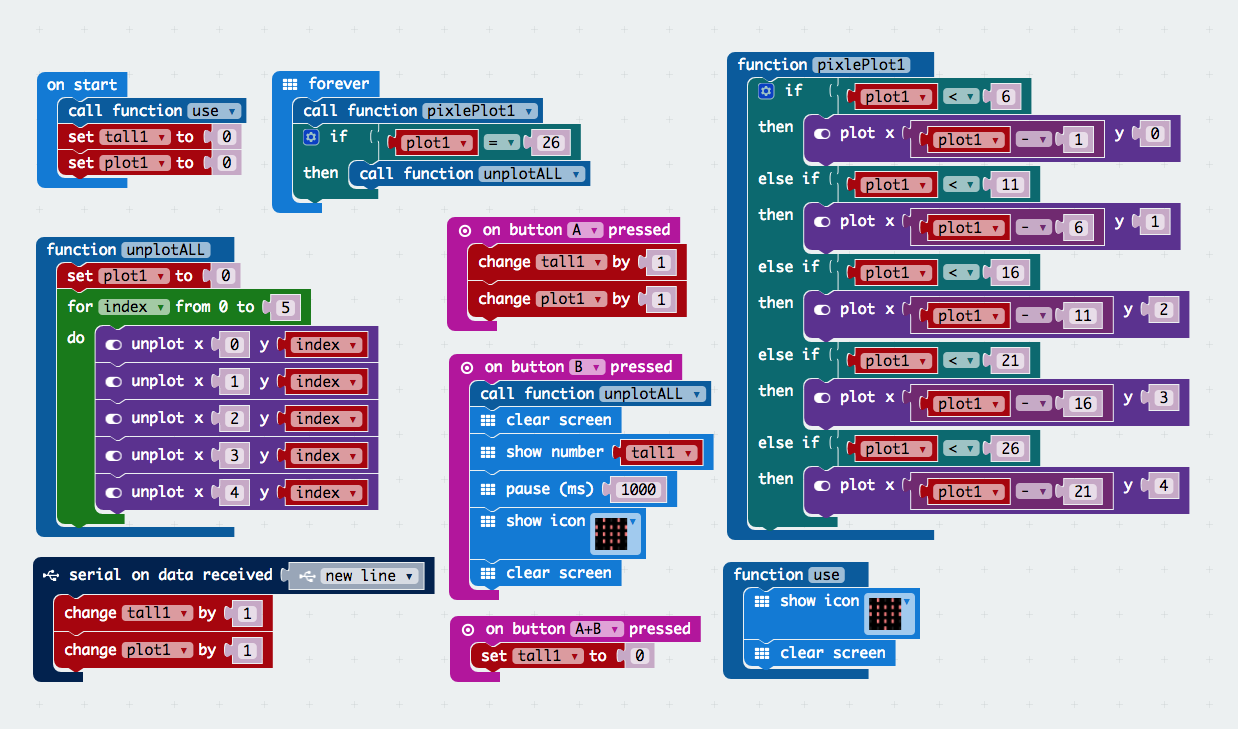 on start
call function use
set tall1 to 0
set plot1 to 0
forever
call function pixlePlot1
if plot1 = 26
then call function unplotALL
function unplotALL
set plot1 to 0
for index from 0 to 5
do unplot x 0 y index
unplot x 1 y index
unplot x 2 y index
unplot x 3 y index
unplot x 4 y index
serial on data received new line
change tall1 by 1
change plot1 by 1
on button A pressed
change tall1 by 1
change plot1 by 1
on button B pressed
call function unplotALL
clear screen
show number tall1
pause (ms) 1000
show icon
clear screen
on button A+B pressed
set tall1 to 0
function pixlePlot1
if plot1 < 6
then plot x plot1 - 1 y 0
else if plot1 < 11
then plot x plot1 - 6 y 1
else if plot1 < 16
then plot x plot1 - 11 y 2
else if plot1 < 21
then plot x plot1 - 16 y 3
else if plot1 < 26
then plot x plot1 - 21 y 4
function use
show icon
clear screen